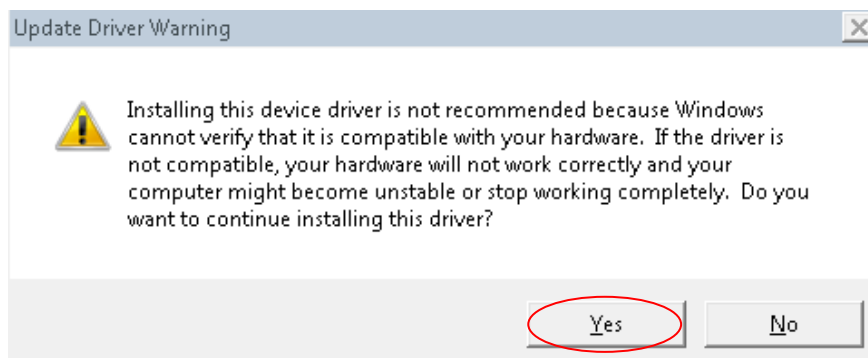 Update Driver Warning
Installing this device driver is not recommended because Windows
cannot verify that it is compatible with your hardware.  If the driver is
not compatible, your hardware will not work correctly and your
computer might become unstable or stop working completely.  Do you
want to continue installing this driver?
Yes
No